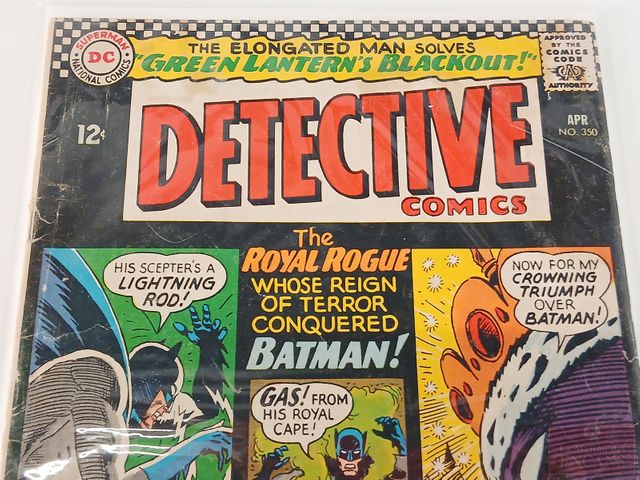 SUPERMAN
DC
NATIONAL COMICS
THE ELONGATED MAN SOLVES
"GREEN LANTERN'S BLACKOUT!"
APPROVED
BY THE
COMICS
CODE
AUTHORITY
12¢
DETECTIVE
COMICS
APR
NO. 350
The
ROYAL ROGUE
WHOSE REIGN
OF TERROR
CONQUERED
BATMAN!
HIS SCEPTER'S A
LIGHTNING
ROD!
GAS! FROM
HIS ROYAL
CAPE!
NOW FOR MY
CROWNING
TRIUMPH
OVER
BATMAN!